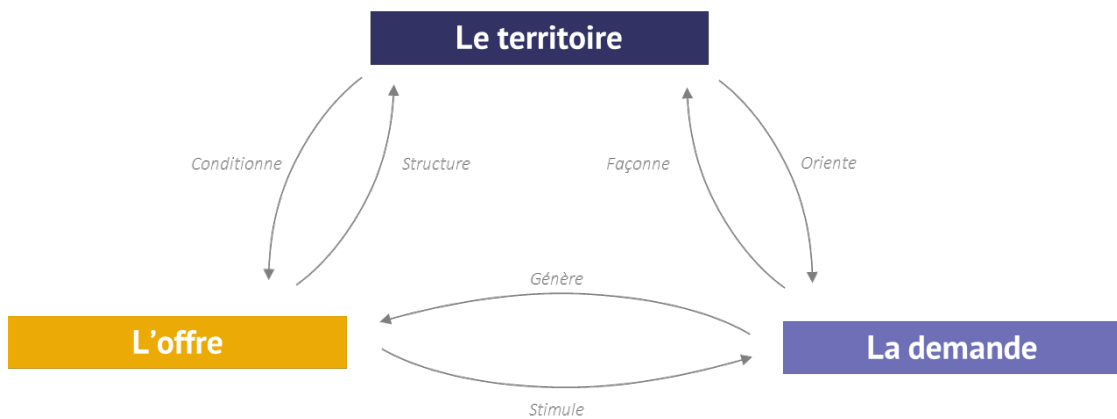 Le territoire
Conditionne
Structure
Façonne
Oriente
Génère
L'offre
La demande
Stimule